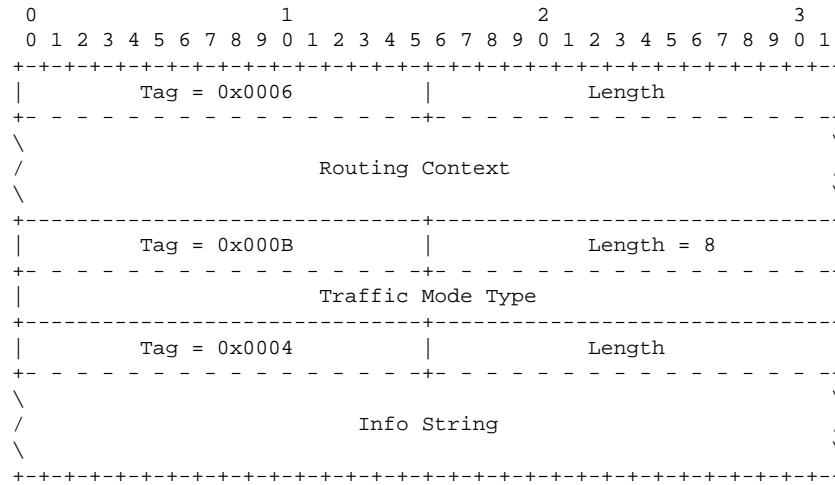 0                   1                   2                   3
0 1 2 3 4 5 6 7 8 9 0 1 2 3 4 5 6 7 8 9 0 1 2 3 4 5 6 7 8 9 0 1
Tag = 0x0006 | Length
Routing Context
Tag = 0x000B | Length = 8
Traffic Mode Type
Tag = 0x0004 | Length
Info String